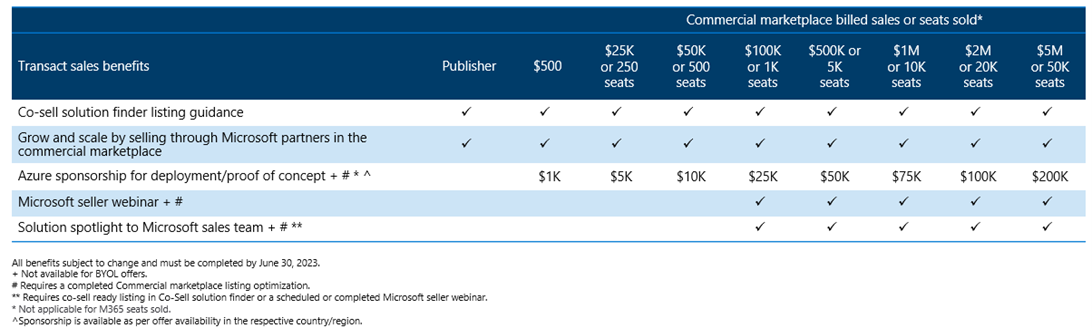 Commercial marketplace billed sales or seats sold*
Transact sales benefits Publisher $500 $25K or 250 seats $50K or 500 seats $100K or 1K seats $500K or 5K seats $1M or 10K seats $2M or 20K seats $5M or 50K seats
Co-sell solution finder listing guidance ✓ ✓ ✓ ✓ ✓ ✓ ✓ ✓ ✓
Grow and scale by selling through Microsoft partners in the
commercial marketplace ✓ ✓ ✓ ✓ ✓ ✓ ✓ ✓ ✓
Azure sponsorship for deployment/proof of concept + # * ^ $1K $5K $10K $25K $50K $75K $100K $200K
Microsoft seller webinar + # ✓ ✓ ✓ ✓ ✓
Solution spotlight to Microsoft sales team + # ** ✓ ✓ ✓ ✓ ✓
All benefits subject to change and must be completed by June 30, 2023.
+ Not available for BYOL offers.
# Requires a completed Commercial marketplace listing optimization.
** Requires co-sell ready listing in Co-Sell solution finder or a scheduled or completed Microsoft seller webinar.
* Not applicable for M365 seats sold.
^Sponsorship is available as per offer availability in the respective country/region.